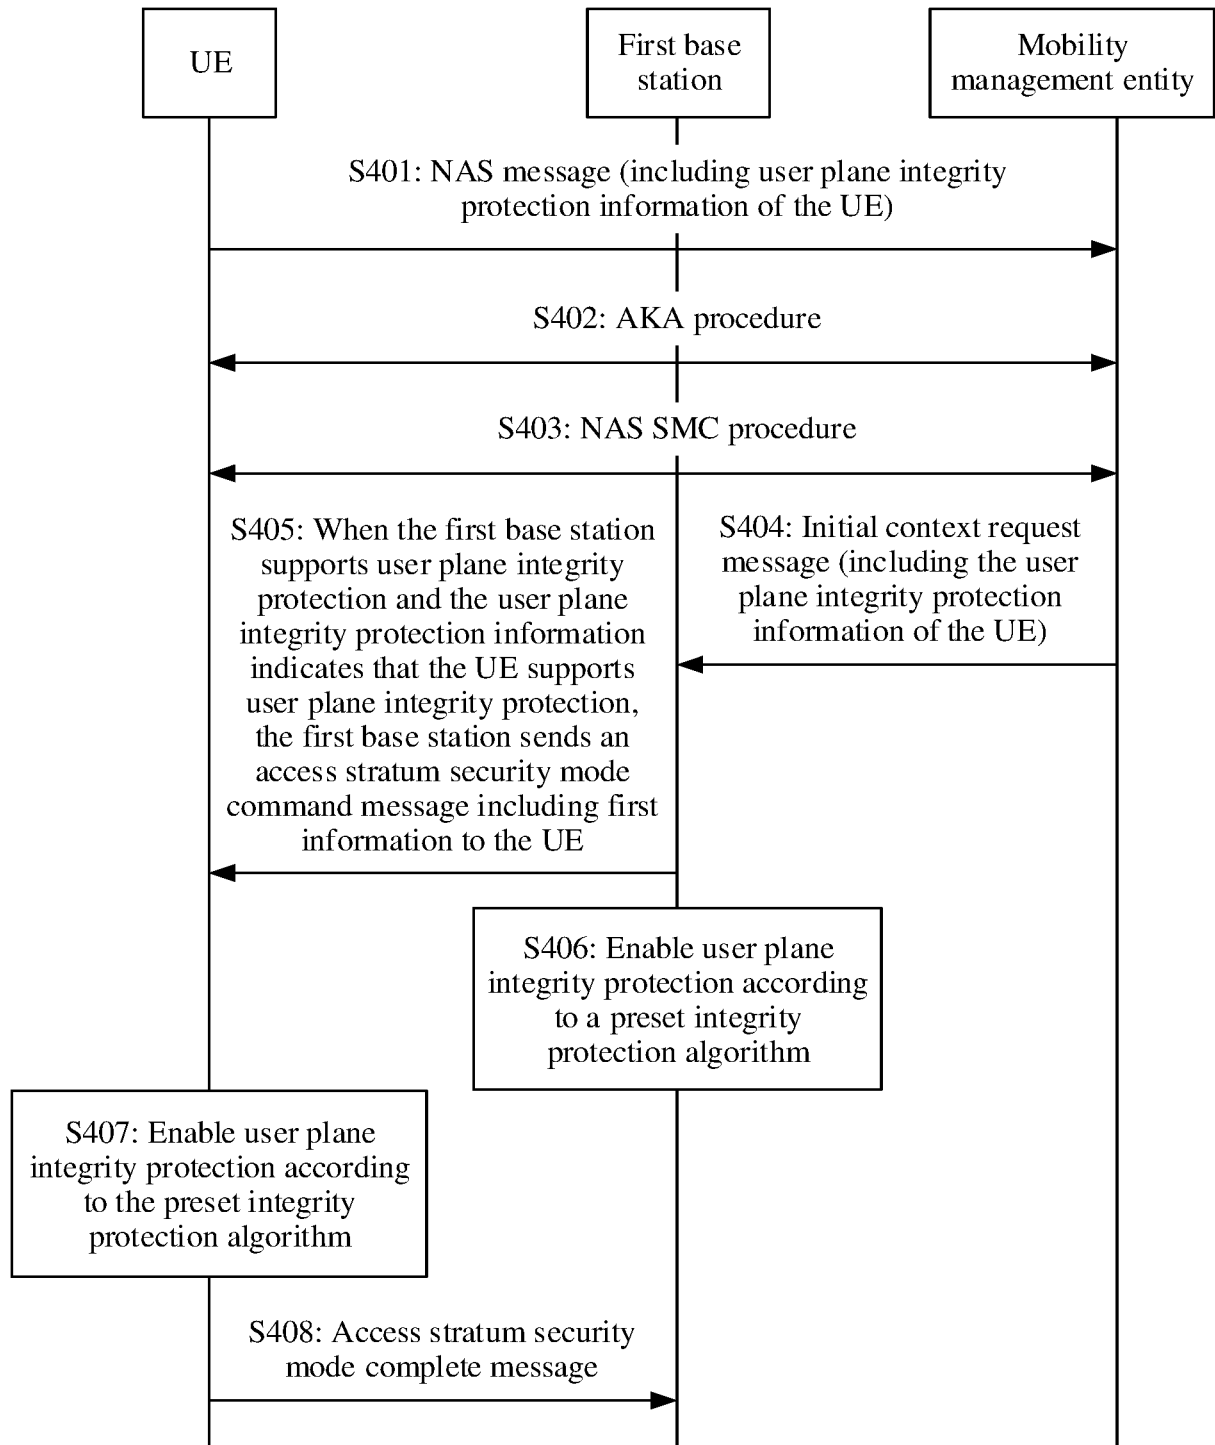 UE
First base
station
Mobility
management entity
S401: NAS message (including user plane integrity
protection information of the UE)
S402: AKA procedure
S403: NAS SMC procedure
S404: Initial context request
message (including the user
plane integrity protection
information of the UE)
S405: When the first base station
supports user plane integrity
protection and the user plane
integrity protection information
indicates that the UE supports
user plane integrity protection,
the first base station sends an
access stratum security mode
command message including first
information to the UE
S406: Enable user plane
integrity protection according
to a preset integrity
protection algorithm
S407: Enable user plane
integrity protection according
to the preset integrity
protection algorithm
S408: Access stratum security
mode complete message